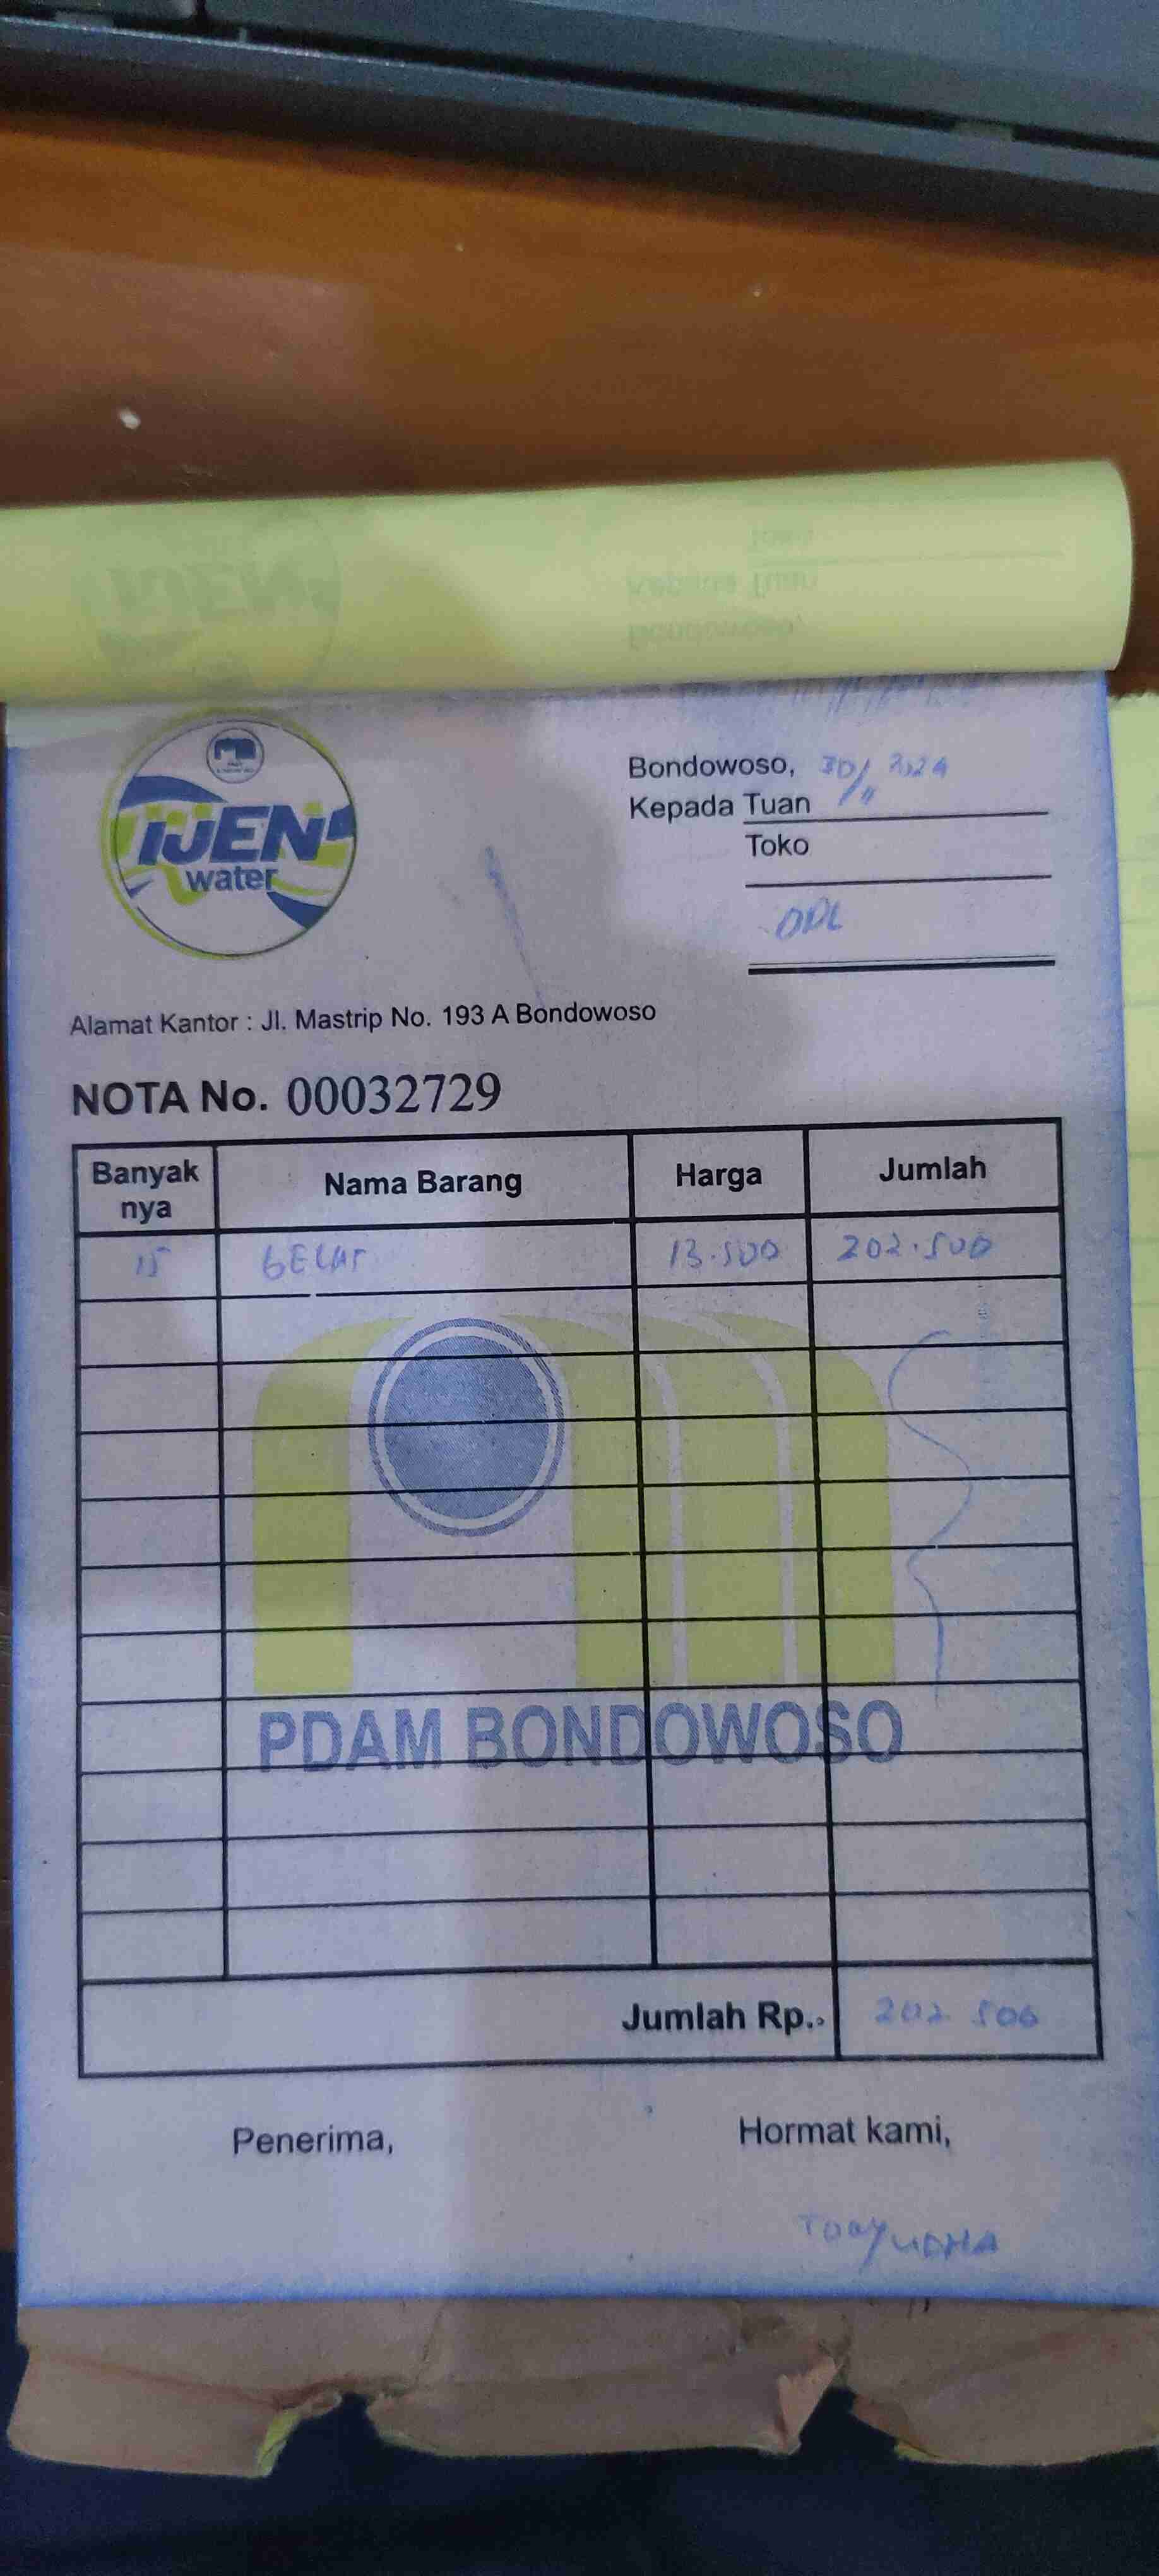 IJEN
water
Bondowoso, 30/11 2024
Kepada Tuan
Toko
Alamat Kantor : Jl. Mastrip No. 193 A Bondowoso
NOTA No. 00032729
Banyak nya Nama Barang Harga Jumlah
15 GELAS 13.500 202.500
PDAM BONDOWOSO
Jumlah Rp. 202 500
Penerima, Hormat kami,